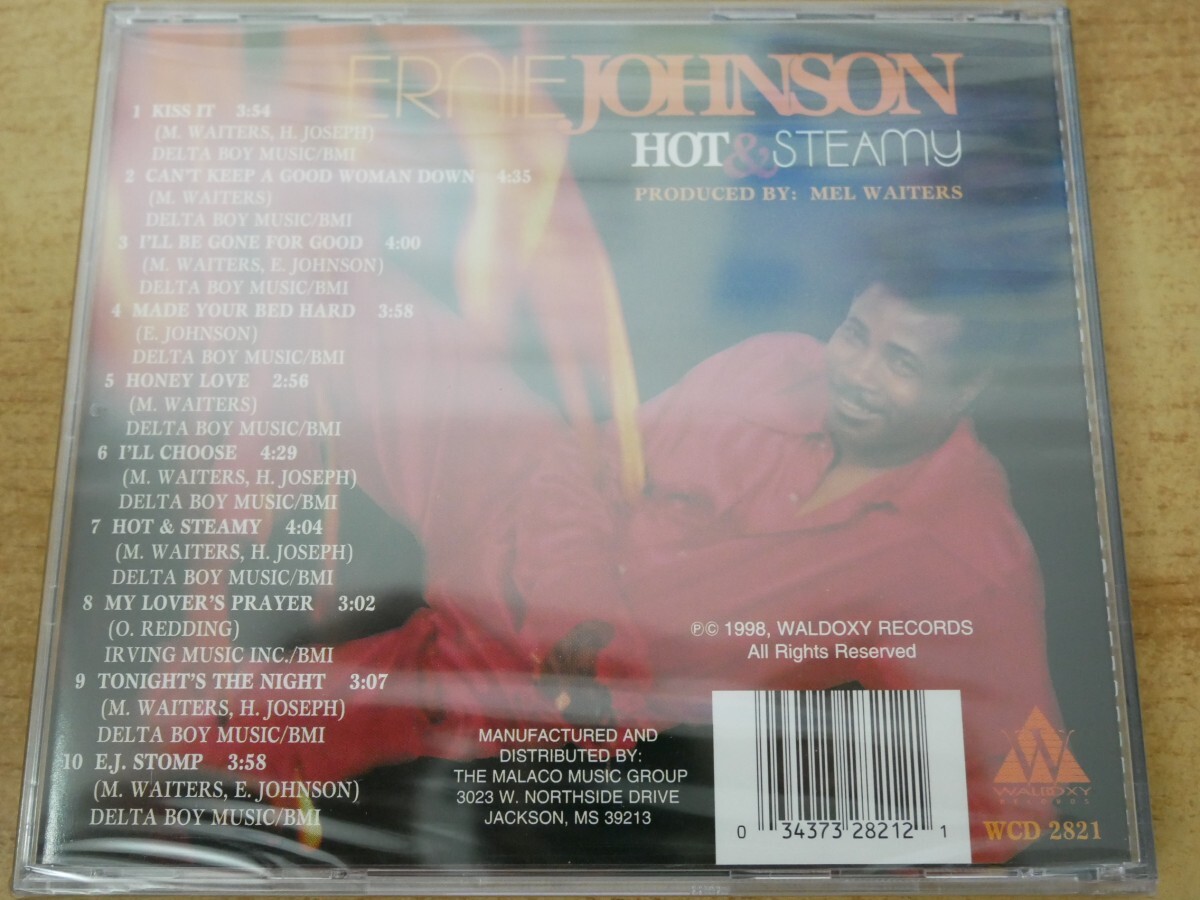 ERNIE JOHNSON
HOT & STEAMY
PRODUCED BY: MEL WAITERS
1 KISS IT 3:54
(M. WAITERS, H. JOSEPH)
DELTA BOY MUSIC/BMI
2 CAN'T KEEP A GOOD WOMAN DOWN 4:35
(M. WAITERS)
DELTA BOY MUSIC/BMI
3 I'LL BE GONE FOR GOOD 4:00
(M. WAITERS, E. JOHNSON)
DELTA BOY MUSIC/BMI
4 MADE YOUR BED HARD 3:58
(E. JOHNSON)
DELTA BOY MUSIC/BMI
5 HONEY LOVE 2:56
(M. WAITERS)
DELTA BOY MUSIC/BMI
6 I'LL CHOOSE 4:29
(M. WAITERS, H. JOSEPH)
DELTA BOY MUSIC/BMI
7 HOT & STEAMY 4:04
(M. WAITERS, H. JOSEPH)
DELTA BOY MUSIC/BMI
8 MY LOVER'S PRAYER 3:02
(O. REDDING)
IRVING MUSIC INC./BMI
9 TONIGHT'S THE NIGHT 3:07
(M. WAITERS, H. JOSEPH)
DELTA BOY MUSIC/BMI
10 E.J. STOMP 3:58
(M. WAITERS, E. JOHNSON)
DELTA BOY MUSIC/BMI
℗© 1998, WALDOXY RECORDS
All Rights Reserved
MANUFACTURED AND
DISTRIBUTED BY:
THE MALACO MUSIC GROUP
3023 W. NORTHSIDE DRIVE
JACKSON, MS 39213
0 34373 28212 1
WALDOXY
RECORDS
WCD 2821